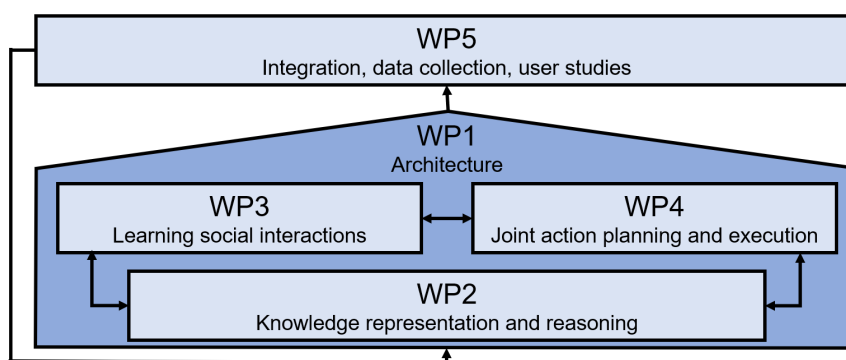 WP5
Integration, data collection, user studies
WP1
Architecture
WP3
Learning social interactions
WP4
Joint action planning and execution
WP2
Knowledge representation and reasoning